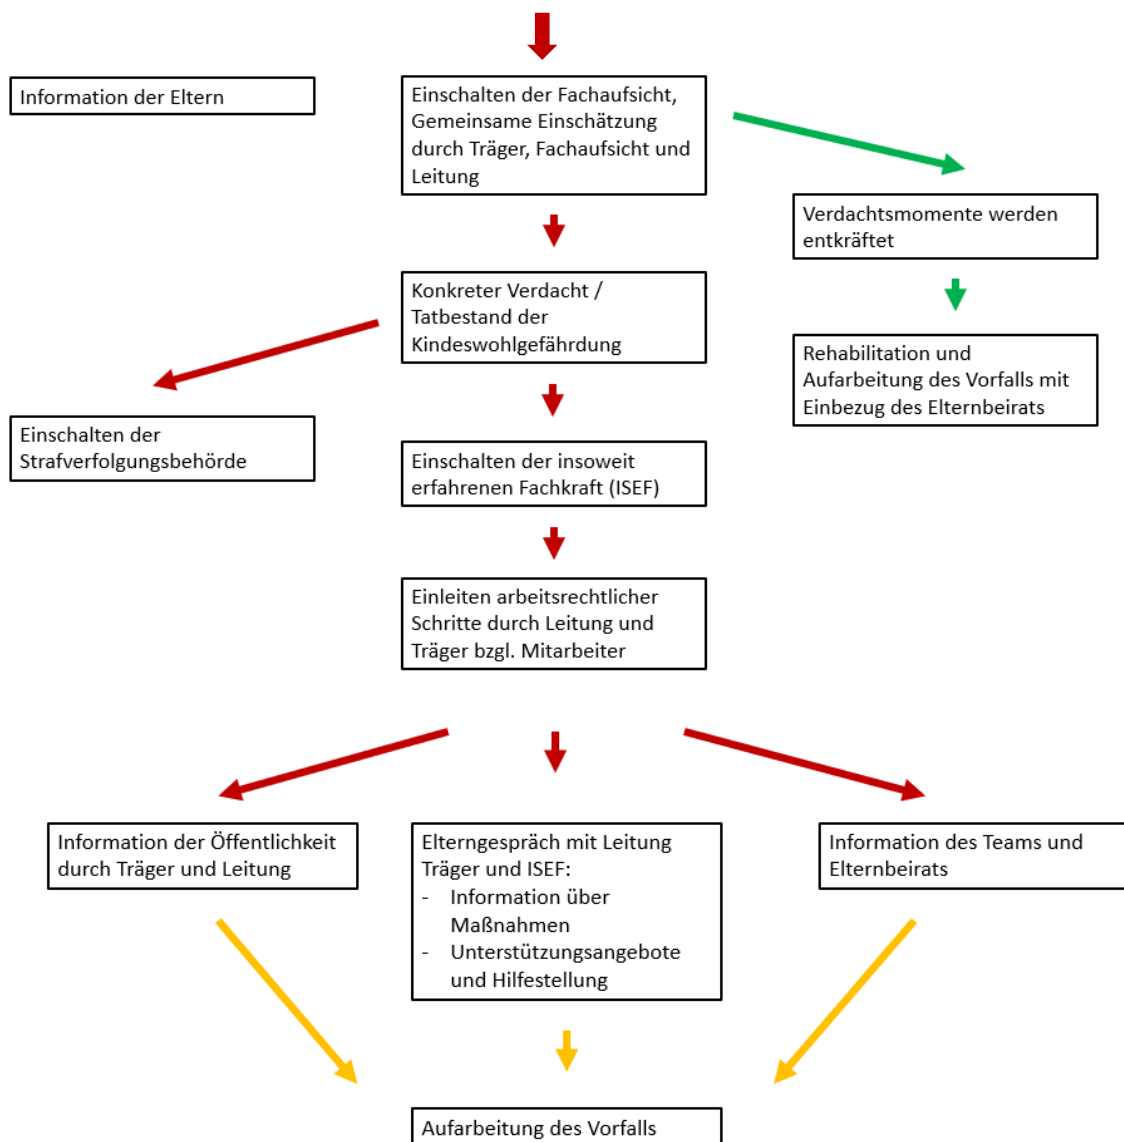 Information der Eltern
Einschalten der Fachaufsicht,
Gemeinsame Einschätzung
durch Träger, Fachaufsicht und
Leitung
Verdachtsmomente werden
entkräftet
Konkreter Verdacht /
Tatbestand der
Kindeswohlgefährdung
Rehabilitation und
Aufarbeitung des Vorfalls mit
Einbezug des Elternbeirats
Einschalten der
Strafverfolgungsbehörde
Einschalten der insoweit
erfahrenen Fachkraft (ISEF)
Einleiten arbeitsrechtlicher
Schritte durch Leitung und
Träger bzgl. Mitarbeiter
Information der Öffentlichkeit
durch Träger und Leitung
Elterngespräch mit Leitung
Träger und ISEF:
- Information über
Maßnahmen
- Unterstützungsangebote
und Hilfestellung
Information des Teams und
Elternbeirats
Aufarbeitung des Vorfalls